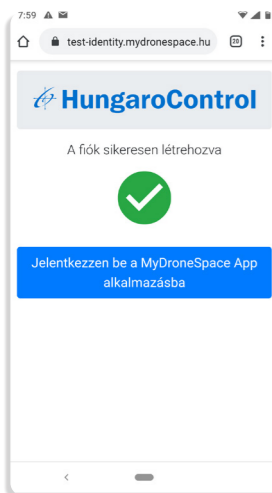 7:59
test-identity.mydronespace.hu
20
HungaroControl
A fiók sikeresen létrehozva
Jelentkezzen be a MyDroneSpace App
alkalmazásba